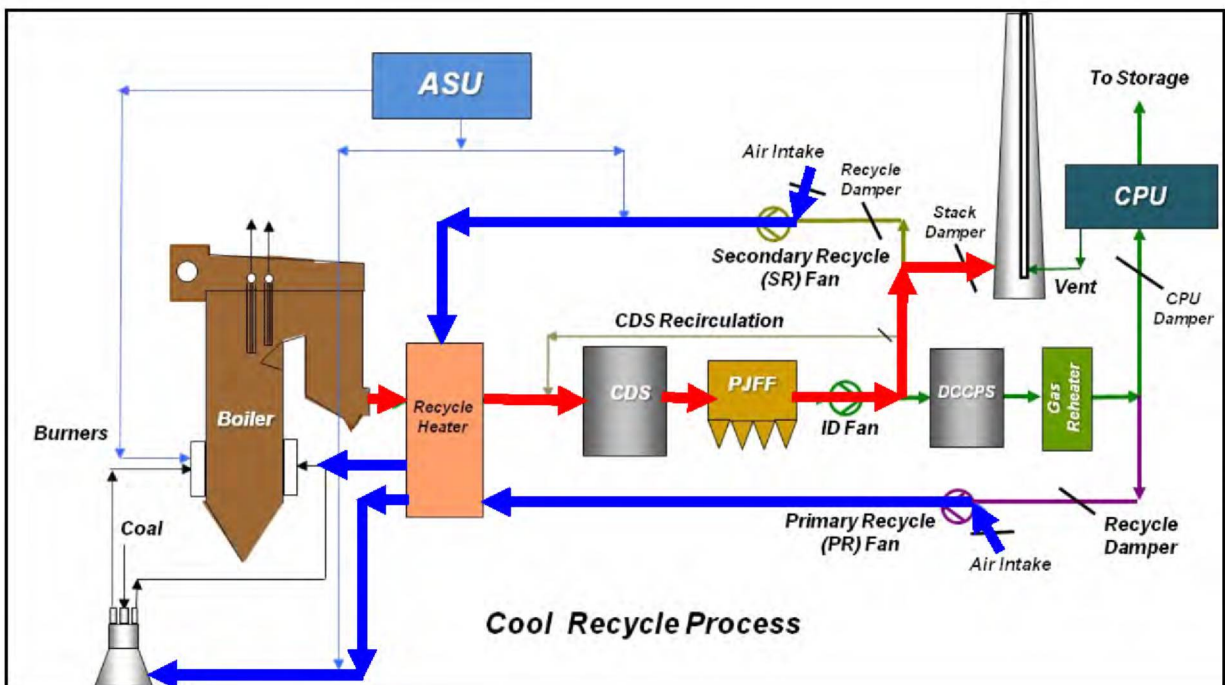 ASU
To Storage
Air Intake
Recycle
Damper
CPU
Stack
Damper
Secondary Recycle
(SR) Fan
Vent
CPU
Damper
CDS Recirculation
Boiler
Recycle
Heater
CDS
PJFF
ID Fan
DCCPS
Gas
Reheater
Burners
Coal
Primary Recycle
(PR) Fan
Air Intake
Recycle
Damper
Cool Recycle Process